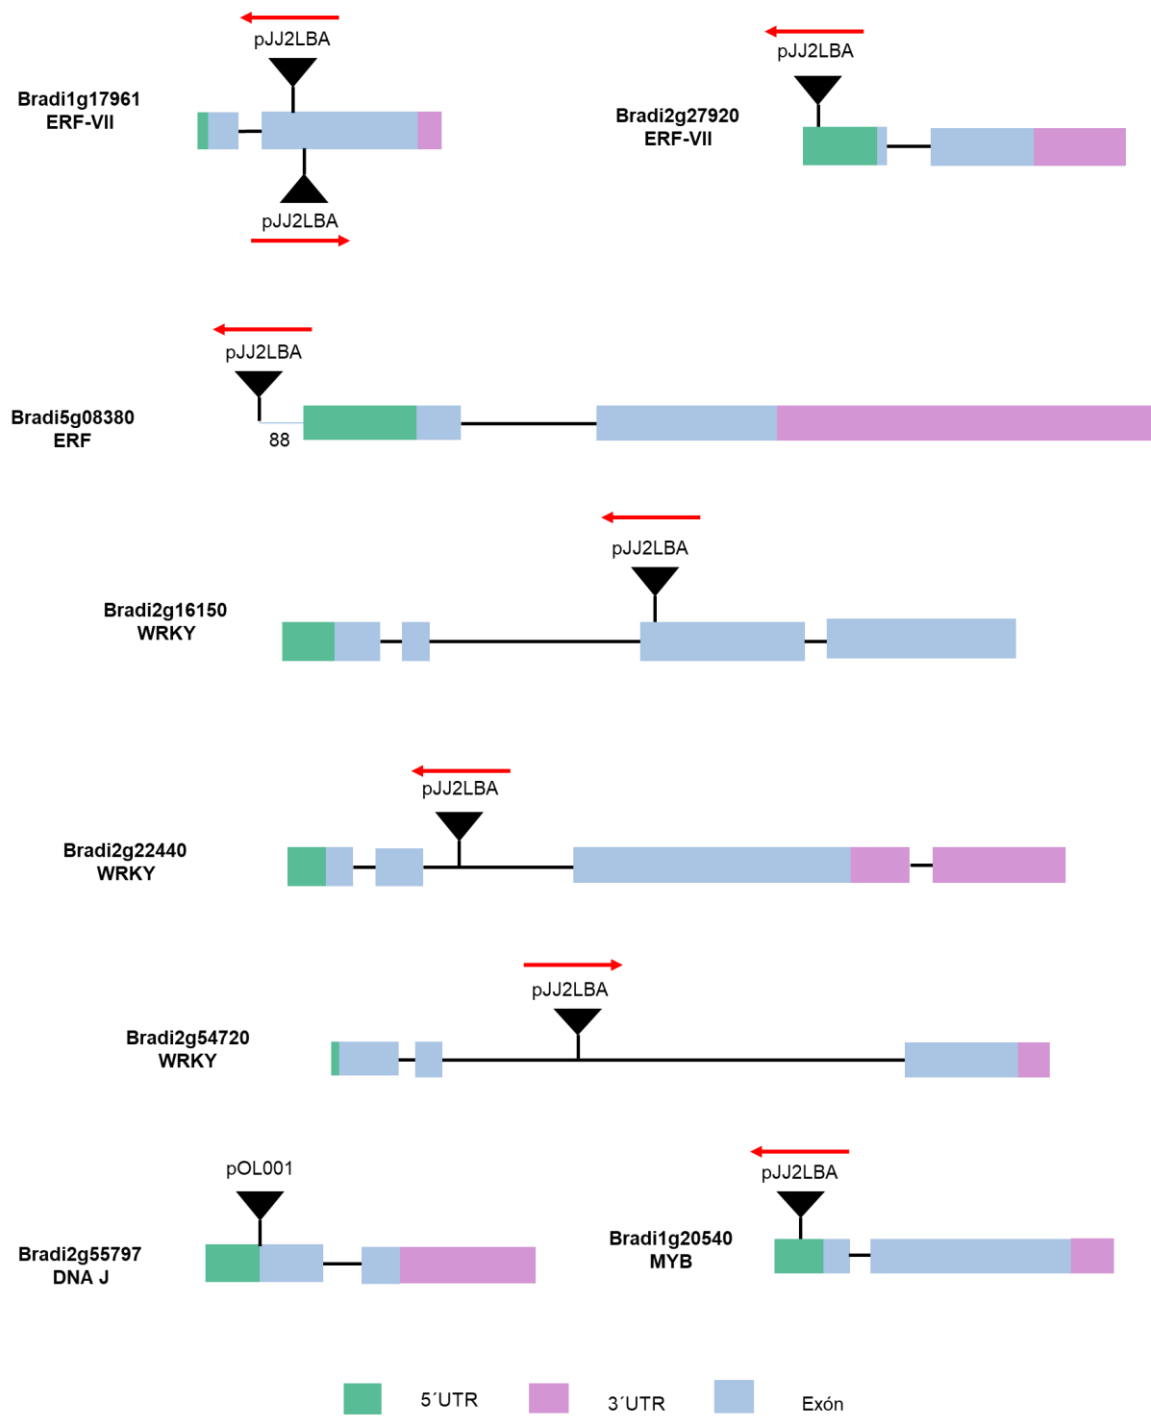 pJJ2LBA
Bradi1g17961
ERF-VII
pJJ2LBA
pJJ2LBA
Bradi2g27920
ERF-VII
pJJ2LBA
Bradi5g08380
ERF
88
pJJ2LBA
Bradi2g16150
WRKY
pJJ2LBA
Bradi2g22440
WRKY
pJJ2LBA
Bradi2g54720
WRKY
pOL001
Bradi2g55797
DNA J
pJJ2LBA
Bradi1g20540
MYB
5´UTR 3´UTR Exón